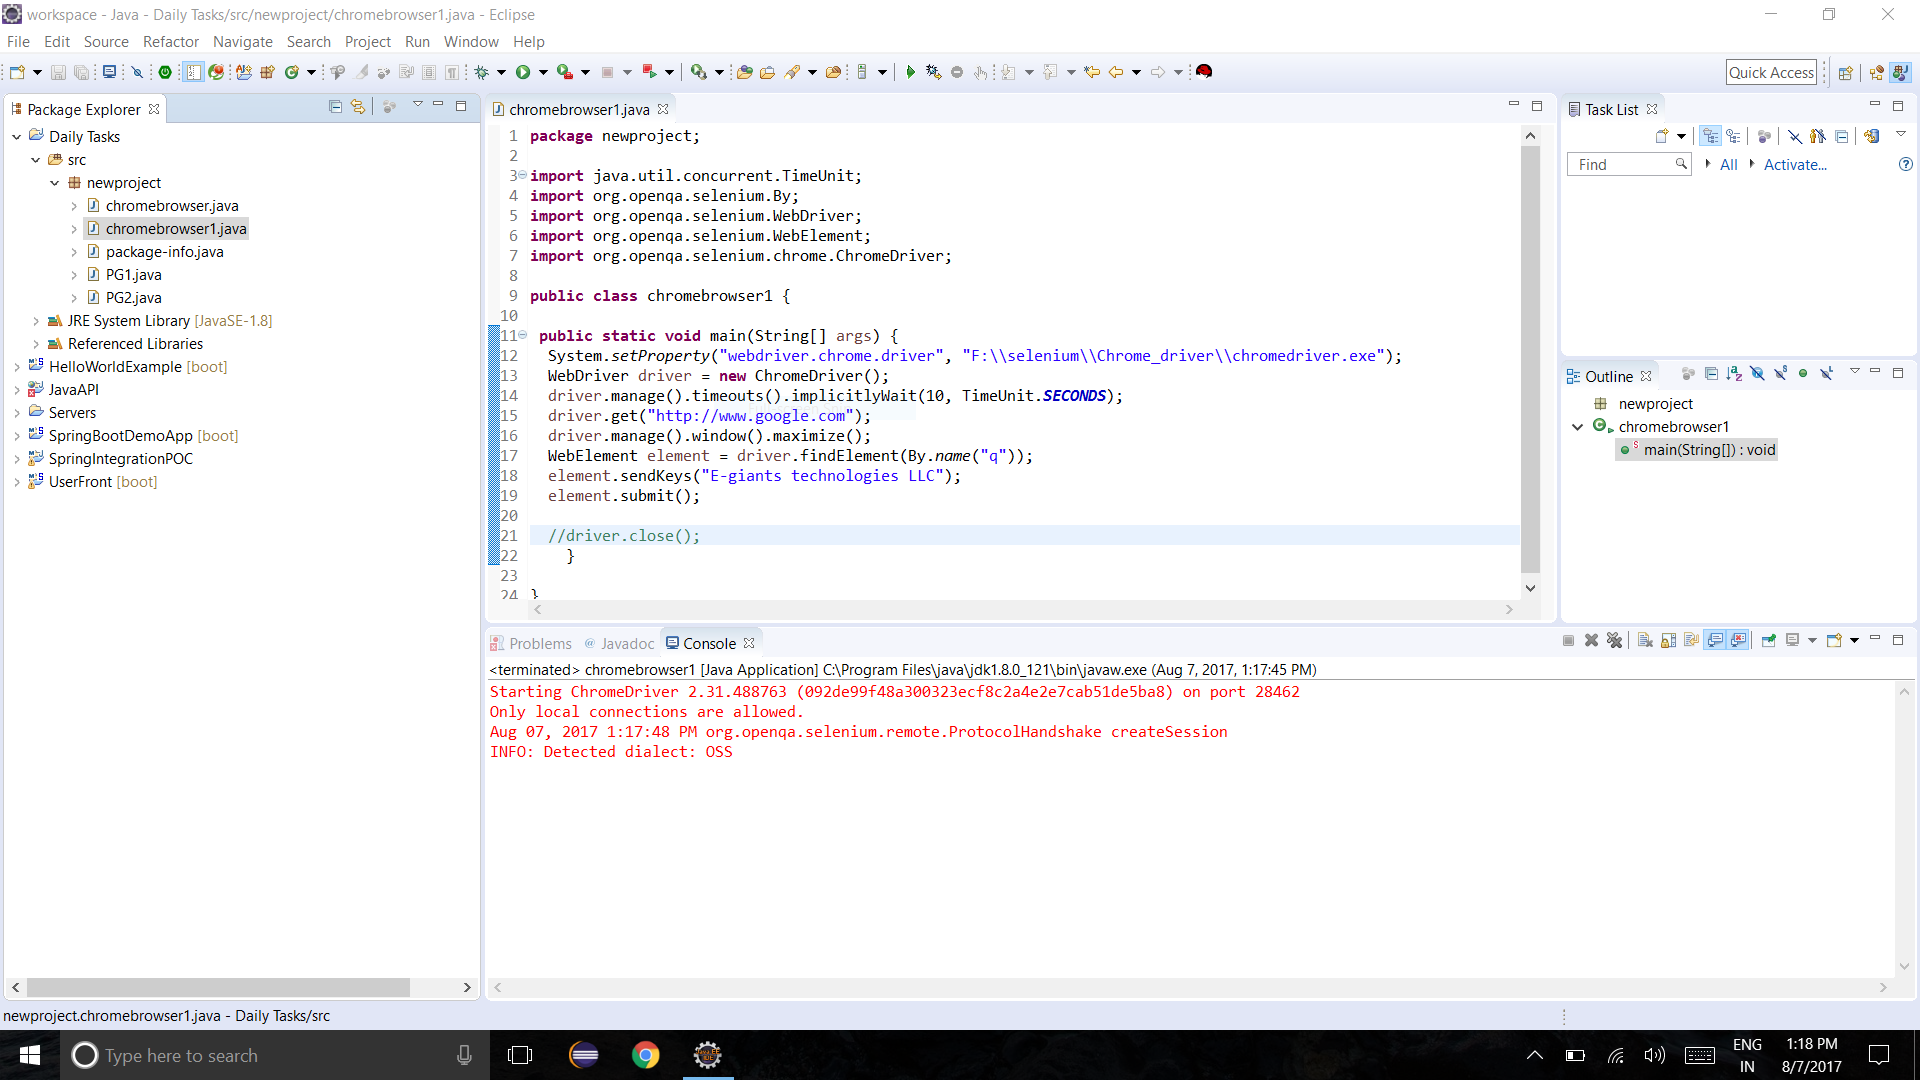 workspace - Java - Daily Tasks/src/newproject/chromebrowser1.java - Eclipse
File Edit Source Refactor Navigate Search Project Run Window Help
Quick Access
Package Explorer
Daily Tasks
src
newproject
chromebrowser.java
chromebrowser1.java
package-info.java
PG1.java
PG2.java
JRE System Library [JavaSE-1.8]
Referenced Libraries
HelloWorldExample [boot]
JavaAPI
Servers
SpringBootDemoApp [boot]
SpringIntegrationPOC
UserFront [boot]
chromebrowser1.java
1 package newproject;
2
3 import java.util.concurrent.TimeUnit;
4 import org.openqa.selenium.By;
5 import org.openqa.selenium.WebDriver;
6 import org.openqa.selenium.WebElement;
7 import org.openqa.selenium.chrome.ChromeDriver;
8
9 public class chromebrowser1 {
10
11 public static void main(String[] args) {
12 System.setProperty("webdriver.chrome.driver", "F:\\selenium\\Chrome_driver\\chromedriver.exe");
13 WebDriver driver = new ChromeDriver();
14 driver.manage().timeouts().implicitlyWait(10, TimeUnit.SECONDS);
15 driver.get("http://www.google.com");
16 driver.manage().window().maximize();
17 WebElement element = driver.findElement(By.name("q"));
18 element.sendKeys("E-giants technologies LLC");
19 element.submit();
20
21 //driver.close();
22 }
23
24 }
Task List
Find All Activate...
Outline
newproject
chromebrowser1
main(String[]) : void
Problems @ Javadoc Console
<terminated> chromebrowser1 [Java Application] C:\Program Files\java\jdk1.8.0_121\bin\javaw.exe (Aug 7, 2017, 1:17:45 PM)
Starting ChromeDriver 2.31.488763 (092de99f48a300323ecf8c2a4e2e7cab51de5ba8) on port 28462
Only local connections are allowed.
Aug 07, 2017 1:17:48 PM org.openqa.selenium.remote.ProtocolHandshake createSession
INFO: Detected dialect: OSS
newproject.chromebrowser1.java - Daily Tasks/src
Type here to search
ENG
IN
1:18 PM
8/7/2017